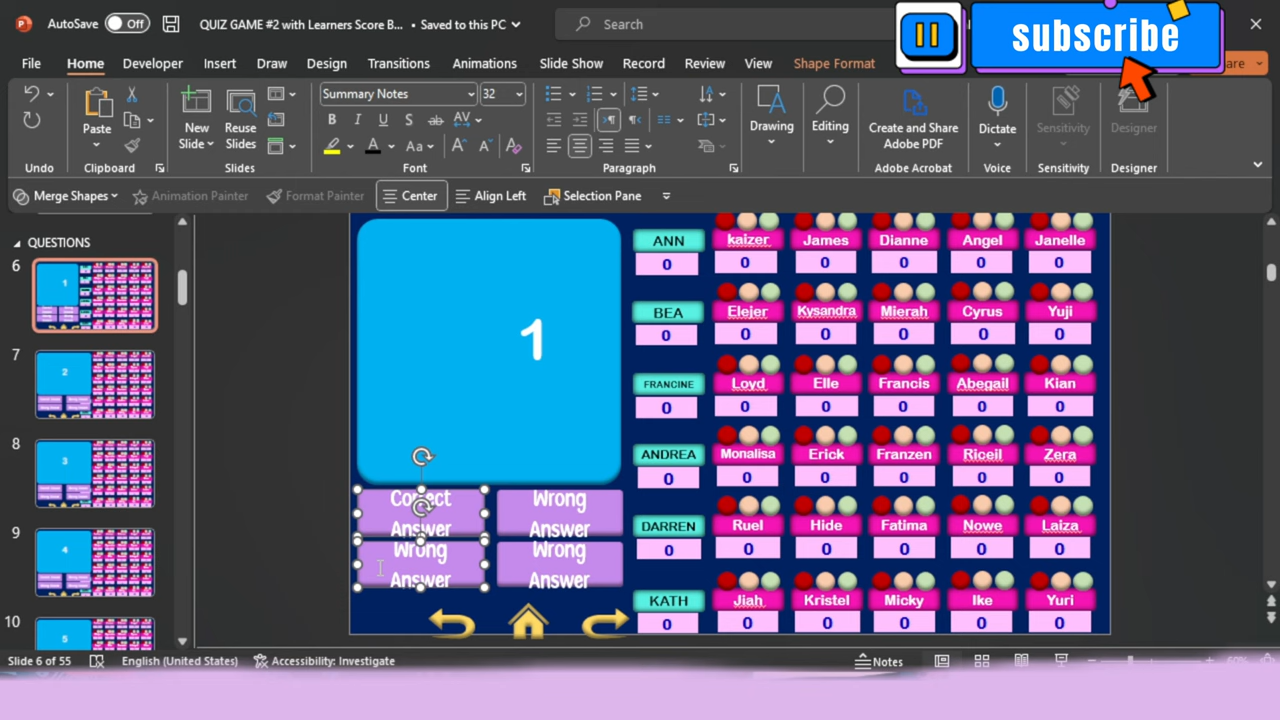 AutoSave Off QUIZ GAME #2 with Learners Score B... • Saved to this PC Search
subscribe
File Home Developer Insert Draw Design Transitions Animations Slide Show Record Review View Shape Format are
Summary Notes 32
Paste New Slide Reuse Slides Drawing Editing Create and Share Adobe PDF Dictate Sensitivity Designer
Undo Clipboard Slides Font Paragraph Adobe Acrobat Voice Sensitivity Designer
Merge Shapes Animation Painter Format Painter Center Align Left Selection Pane
QUESTIONS
6
1
7
2
8
3
9
4
10
5
1
Correct Answer
Wrong Answer
Wrong Answer
Wrong Answer
ANN kaizer James Dianne Angel Janelle
0 0 0 0 0 0
BEA Elejer Kysandra Mierah Cyrus Yuji
0 0 0 0 0 0
FRANCINE Loyd Elle Francis Abegail Kian
0 0 0 0 0 0
ANDREA Monalisa Erick Franzen Riceil Zera
0 0 0 0 0 0
DARREN Ruel Hide Fatima Nowe Laiza
0 0 0 0 0 0
KATH Jiah Kristel Micky Ike Yuri
0 0 0 0 0 0
Slide 6 of 55 English (United States) Accessibility: Investigate Notes 60%